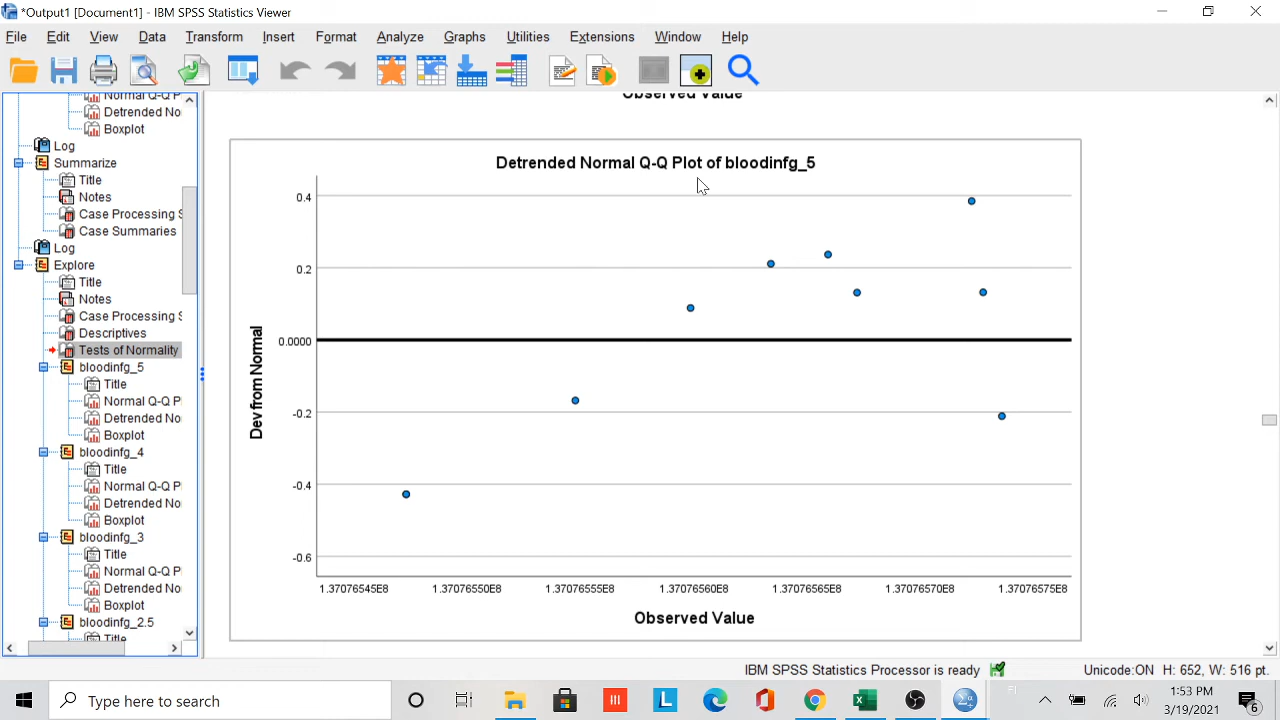 *Output1 [Document1] - IBM SPSS Statistics Viewer
File Edit View Data Transform Insert Format Analyze Graphs Utilities Extensions Window Help
Normal Q-Q P
Detrended No
Boxplot
Log
Summarize
Title
Notes
Case Processing S
Case Summaries
Log
Explore
Title
Notes
Case Processing S
Descriptives
Tests of Normality
bloodinfg_5
Title
Normal Q-Q P
Detrended No
Boxplot
bloodinfg_4
Title
Normal Q-Q P
Detrended No
Boxplot
bloodinfg_3
Title
Normal Q-Q P
Detrended No
Boxplot
bloodinfg_2.5
Title
Observed Value
Detrended Normal Q-Q Plot of bloodinfg_5
0.4
0.2
0.0000
-0.2
-0.4
-0.6
Dev from Normal
1.37076545E8 1.37076550E8 1.37076555E8 1.37076560E8 1.37076565E8 1.37076570E8 1.37076575E8
Observed Value
IBM SPSS Statistics Processor is ready Unicode:ON H: 652, W: 516 pt.
Type here to search
1:53 PM
3/19/2021
6